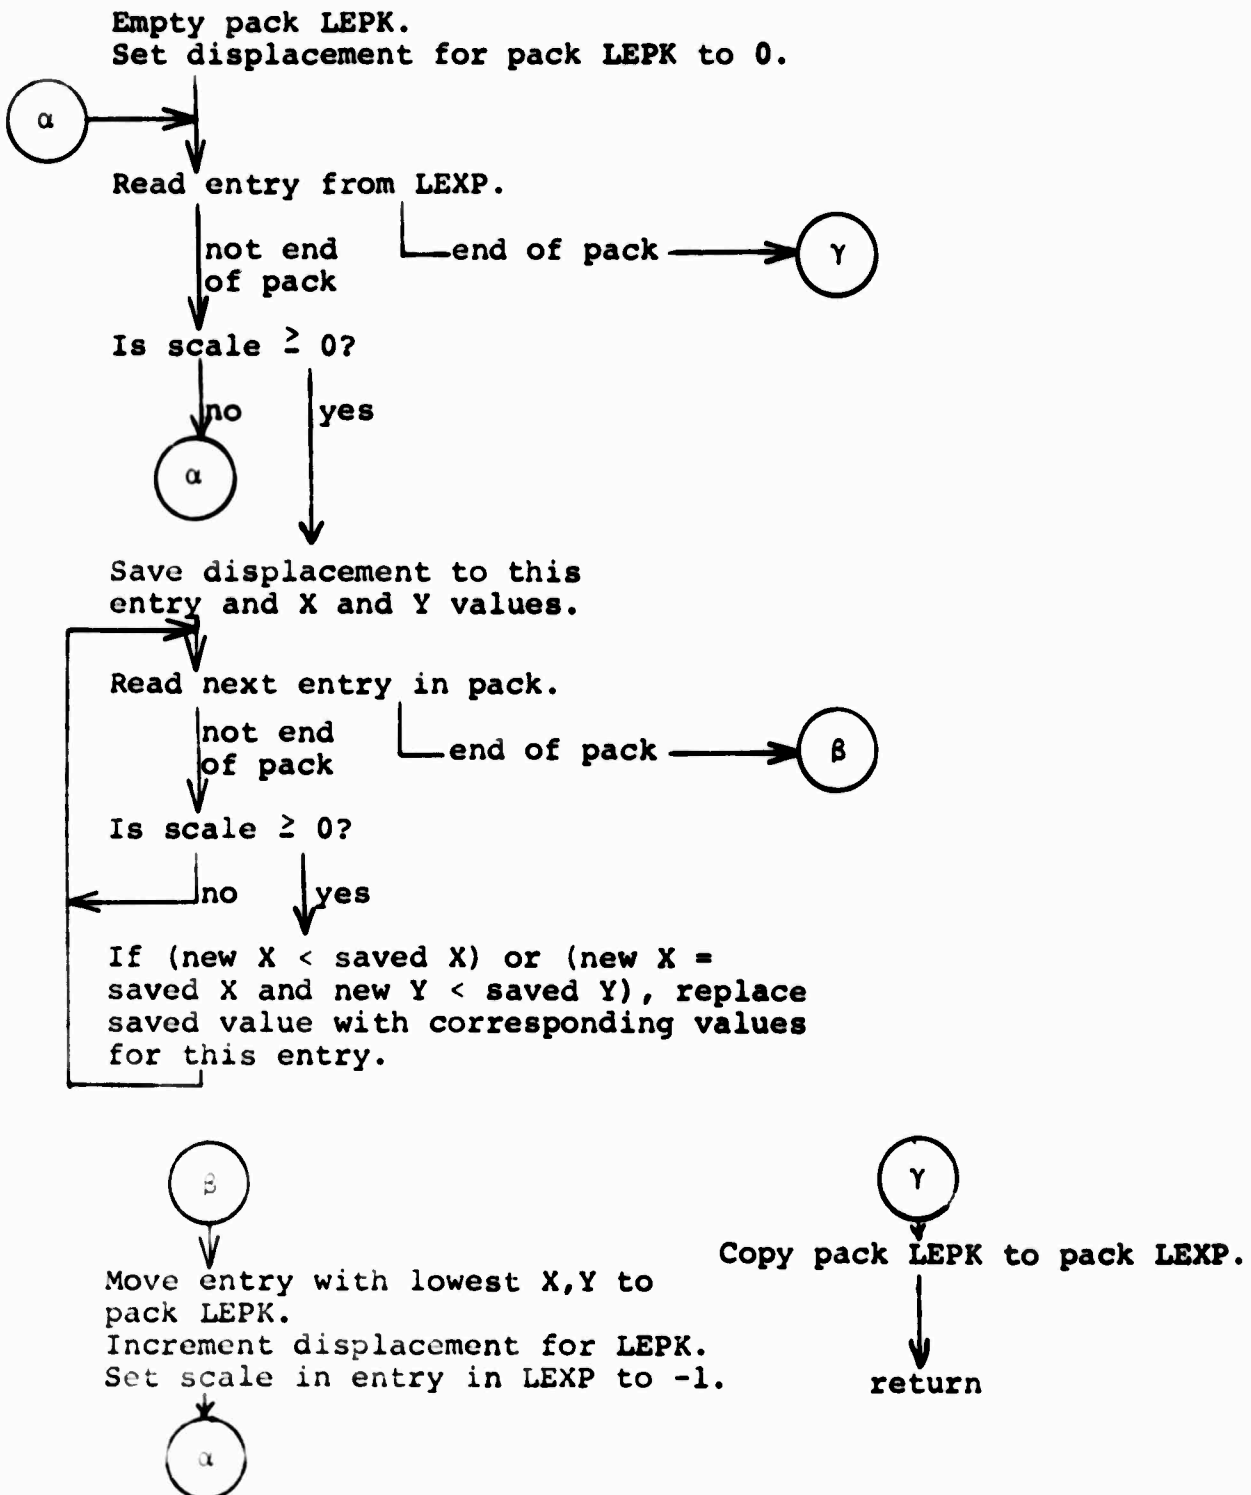 Empty pack LEPK.
Set displacement for pack LEPK to 0.
α
Read entry from LEXP.
not end
of pack
end of pack
γ
Is scale ≥ 0?
no
yes
α
Save displacement to this
entry and X and Y values.
Read next entry in pack.
not end
of pack
end of pack
β
Is scale ≥ 0?
no
yes
If (new X < saved X) or (new X =
saved X and new Y < saved Y), replace
saved value with corresponding values
for this entry.
β
Move entry with lowest X,Y to
pack LEPK.
Increment displacement for LEPK.
Set scale in entry in LEXP to -1.
α
γ
Copy pack LEPK to pack LEXP.
return